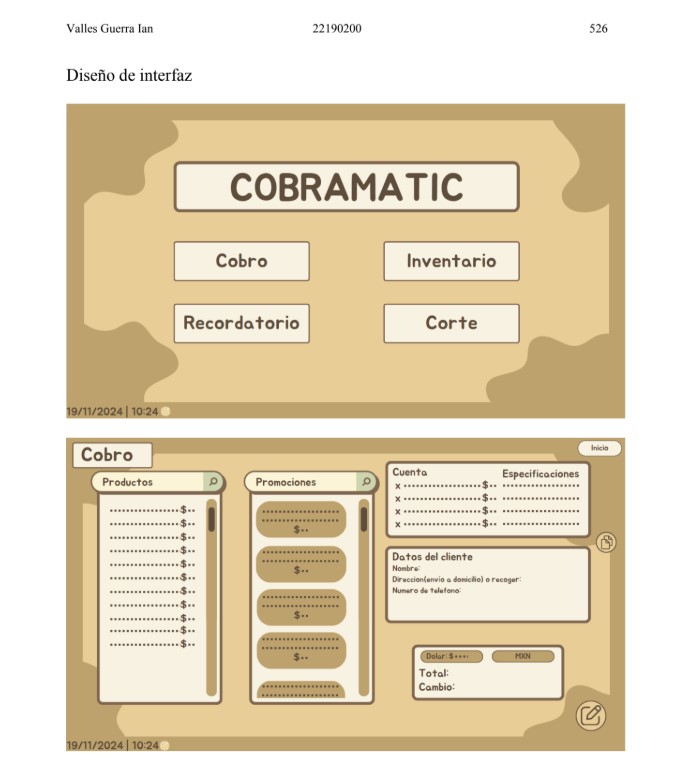 Valles Guerra Ian 22190200 526
Diseño de interfaz
COBRAMATIC
Cobro Inventario
Recordatorio Corte
19/11/2024 | 10:24
Cobro
Inicio
Productos
$--
$--
$--
$--
$--
$--
$--
$--
$--
$--
$--
Promociones
$--
$--
$--
$--
Cuenta Especificaciones
x $--
x $--
x $--
x $--
Datos del cliente
Nombre:
Direccion(envio a domicilio) o recoger:
Numero de telefono:
Dolar: $---- MXN
Total:
Cambio:
19/11/2024 | 10:24